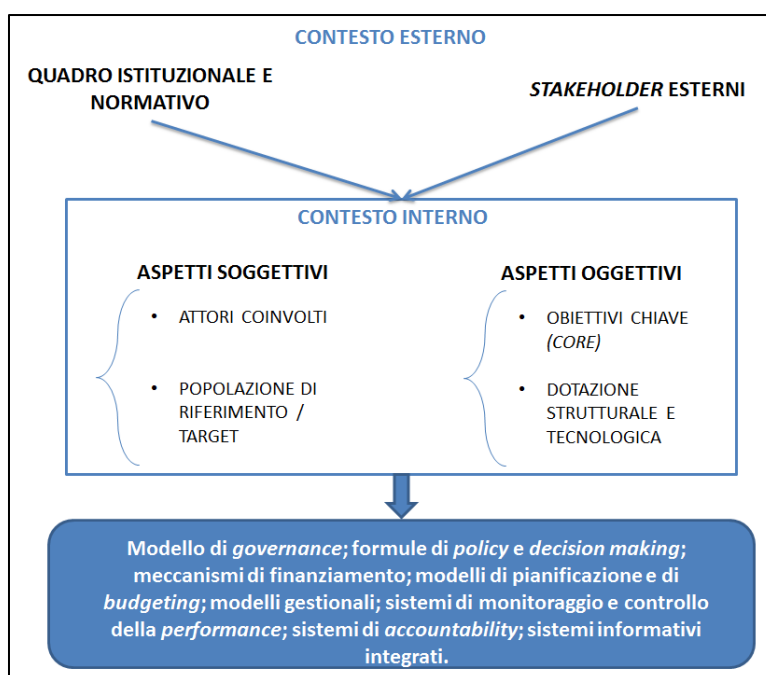 CONTESTO ESTERNO
QUADRO ISTITUZIONALE E
NORMATIVO
STAKEHOLDER ESTERNI
CONTESTO INTERNO
ASPETTI SOGGETTIVI
• ATTORI COINVOLTI
• POPOLAZIONE DI
RIFERIMENTO /
TARGET
ASPETTI OGGETTIVI
• OBIETTIVI CHIAVE
(CORE)
• DOTAZIONE
STRUTTURALE E
TECNOLOGICA
Modello di governance; formule di policy e decision making;
meccanismi di finanziamento; modelli di pianificazione e di
budgeting; modelli gestionali; sistemi di monitoraggio e controllo
della performance; sistemi di accountability; sistemi informativi
integrati.